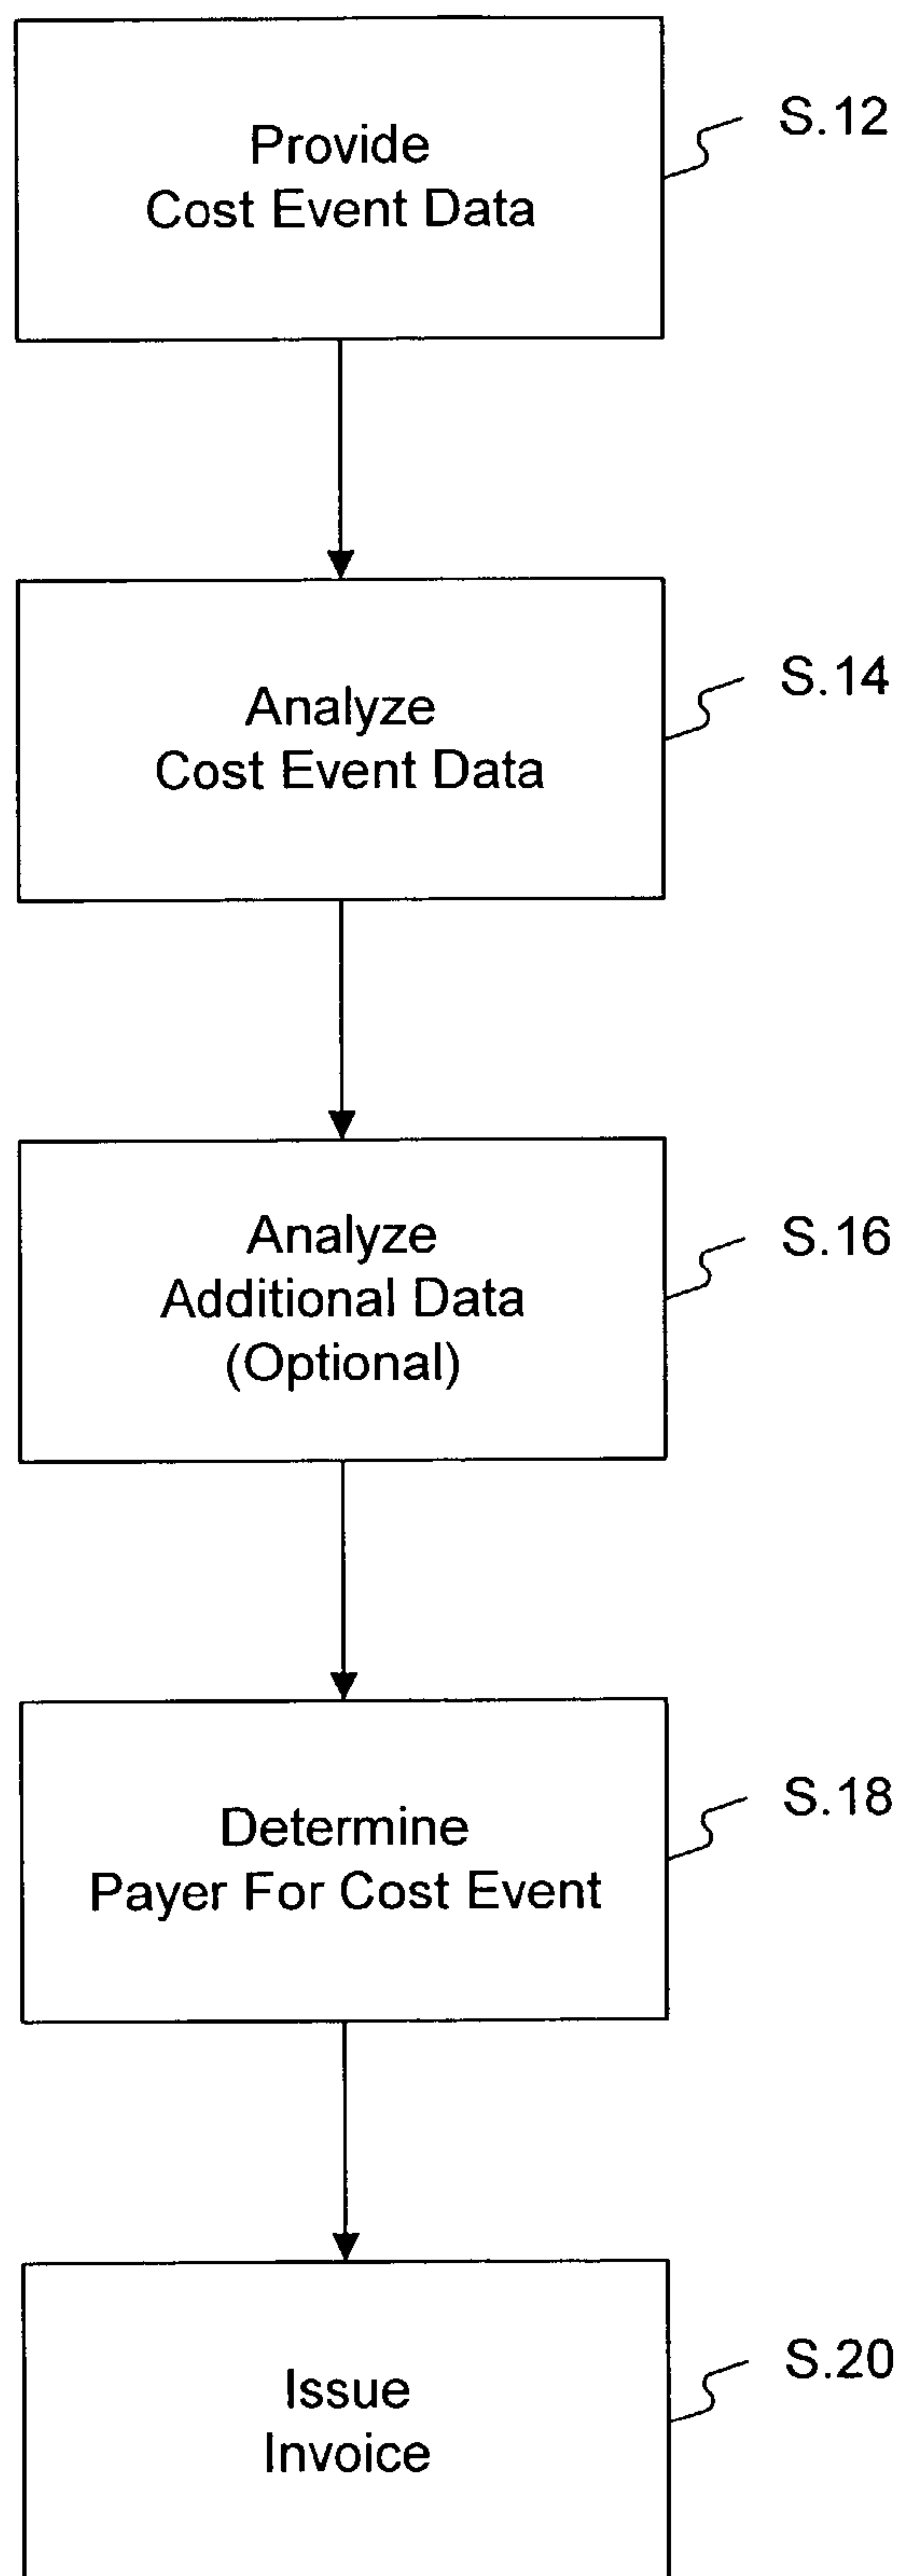 Provide
Cost Event Data
S.12
Analyze
Cost Event Data
S.14
Analyze
Additional Data
(Optional)
S.16
Determine
Payer For Cost Event
S.18
Issue
Invoice
S.20